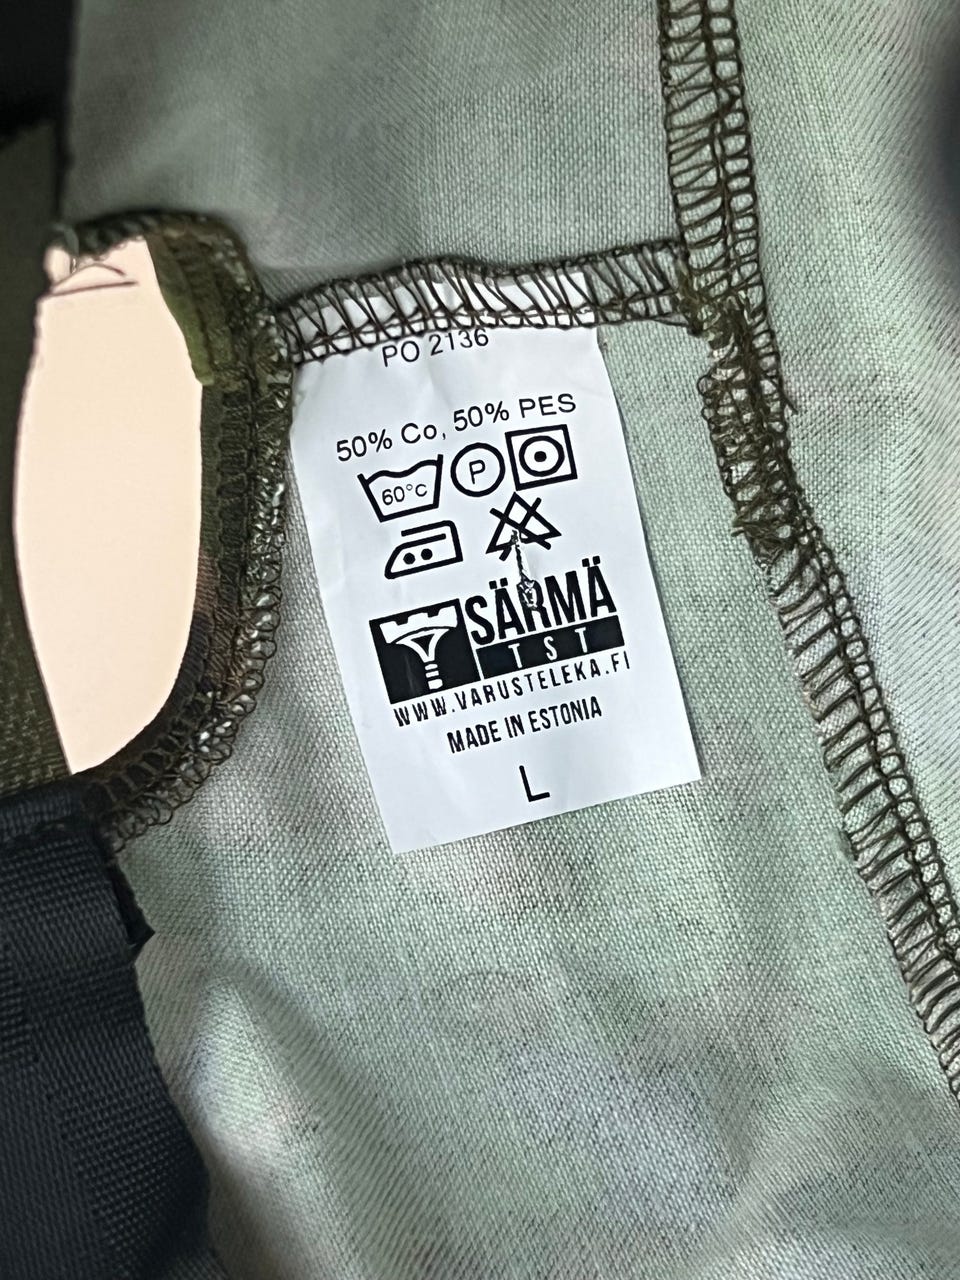 PO 2136
50% Co, 50% PES
60°C P
SÄRMÄ
TST
WWW.VARUSTELEKA.FI
MADE IN ESTONIA
L